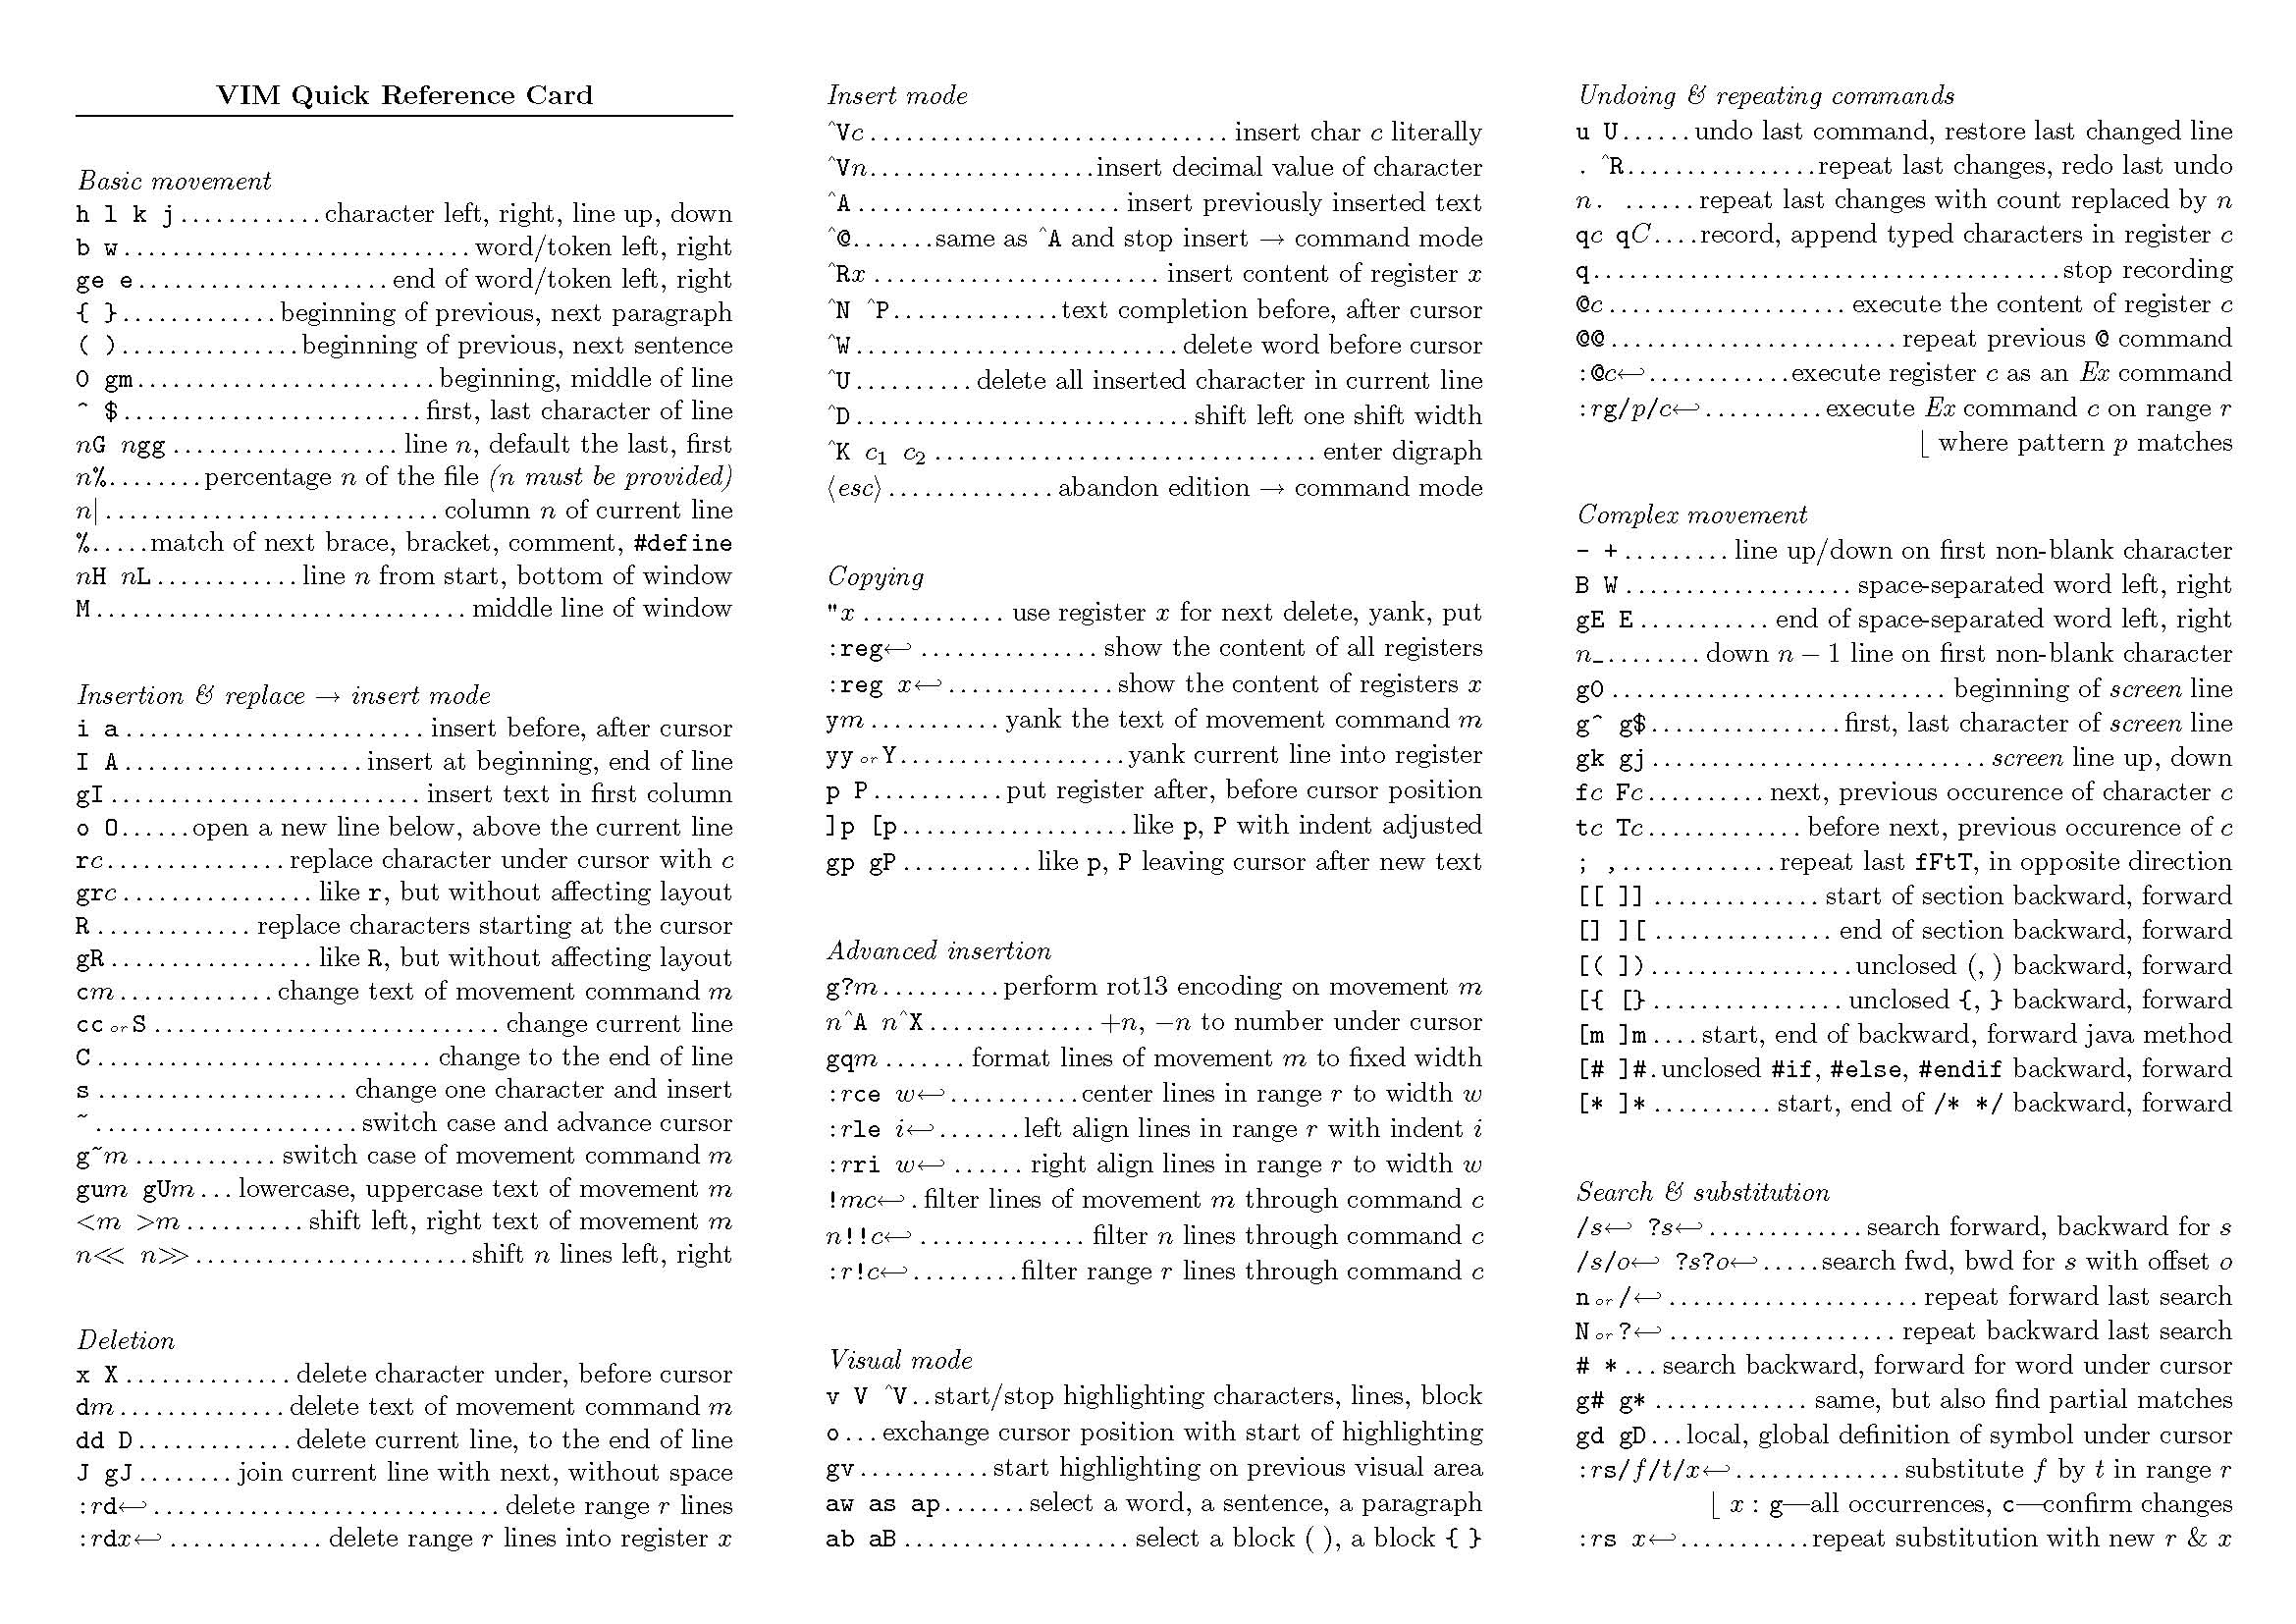 VIM Quick Reference Card
Basic movement
h l k j............character left, right, line up, down
b w.............................word/token left, right
ge e.....................end of word/token left, right
{ }.............beginning of previous, next paragraph
( )...............beginning of previous, next sentence
0 gm.........................beginning, middle of line
^ $.........................first, last character of line
nG ngg...................line n, default the last, first
n%........percentage n of the file (n must be provided)
n|............................column n of current line
%.....match of next brace, bracket, comment, #define
nH nL............line n from start, bottom of window
M...............................middle line of window
Insertion & replace → insert mode
i a.........................insert before, after cursor
I A....................insert at beginning, end of line
gI..........................insert text in first column
o O......open a new line below, above the current line
rc...............replace character under cursor with c
grc................like r, but without affecting layout
R.............replace characters starting at the cursor
gR.................like R, but without affecting layout
cm.............change text of movement command m
cc or S.............................change current line
C............................change to the end of line
s.....................change one character and insert
~......................switch case and advance cursor
g~m............switch case of movement command m
gum gUm...lowercase, uppercase text of movement m
<m >m..........shift left, right text of movement m
n<< n>>.......................shift n lines left, right
Deletion
x X..............delete character under, before cursor
dm..............delete text of movement command m
dd D.............delete current line, to the end of line
J gJ........join current line with next, without space
:rd↩.............................delete range r lines
:rdx↩.............delete range r lines into register x
Insert mode
^Vc..............................insert char c literally
^Vn...................insert decimal value of character
^A......................insert previously inserted text
^@.......same as ^A and stop insert → command mode
^Rx........................insert content of register x
^N ^P..............text completion before, after cursor
^W...........................delete word before cursor
^U..........delete all inserted character in current line
^D............................shift left one shift width
^K c₁ c₂................................enter digraph
⟨esc⟩..............abandon edition → command mode
Copying
"x............use register x for next delete, yank, put
:reg↩...............show the content of all registers
:reg x↩..............show the content of registers x
ym...........yank the text of movement command m
yy or Y...................yank current line into register
p P...........put register after, before cursor position
]p [p...................like p, P with indent adjusted
gp gP...........like p, P leaving cursor after new text
Advanced insertion
g?m..........perform rot13 encoding on movement m
n^A n^X..............+n, −n to number under cursor
gqm.......format lines of movement m to fixed width
:rce w↩...........center lines in range r to width w
:rle i↩.......left align lines in range r with indent i
:rri w↩......right align lines in range r to width w
!mc↩.filter lines of movement m through command c
n!!c↩..............filter n lines through command c
:r!c↩.........filter range r lines through command c
Visual mode
v V ^V..start/stop highlighting characters, lines, block
o...exchange cursor position with start of highlighting
gv...........start highlighting on previous visual area
aw as ap.......select a word, a sentence, a paragraph
ab aB...................select a block ( ), a block { }
Undoing & repeating commands
u U......undo last command, restore last changed line
. ^R................repeat last changes, redo last undo
n. ......repeat last changes with count replaced by n
qc qC....record, append typed characters in register c
q.......................................stop recording
@c....................execute the content of register c
@@........................repeat previous @ command
:@c↩............execute register c as an Ex command
:rg/p/c↩..........execute Ex command c on range r
⌊ where pattern p matches
Complex movement
- +.........line up/down on first non-blank character
B W...................space-separated word left, right
gE E...........end of space-separated word left, right
n_........down n − 1 line on first non-blank character
g0............................beginning of screen line
g^ g$................first, last character of screen line
gk gj............................screen line up, down
fc Fc..........next, previous occurence of character c
tc Tc.............before next, previous occurence of c
; ,.............repeat last fFtT, in opposite direction
[[ ]]..............start of section backward, forward
[] ][...............end of section backward, forward
[( ]).................unclosed (, ) backward, forward
[{ [}................unclosed {, } backward, forward
[m ]m....start, end of backward, forward java method
[# ]#.unclosed #if, #else, #endif backward, forward
[* ]*..........start, end of /* */ backward, forward
Search & substitution
/s↩ ?s↩.............search forward, backward for s
/s/o↩ ?s?o↩.....search fwd, bwd for s with offset o
n or /↩.....................repeat forward last search
N or ?↩...................repeat backward last search
# *...search backward, forward for word under cursor
g# g*.............same, but also find partial matches
gd gD...local, global definition of symbol under cursor
:rs/f/t/x↩..............substitute f by t in range r
⌊ x : g—all occurrences, c—confirm changes
:rs x↩...........repeat substitution with new r & x